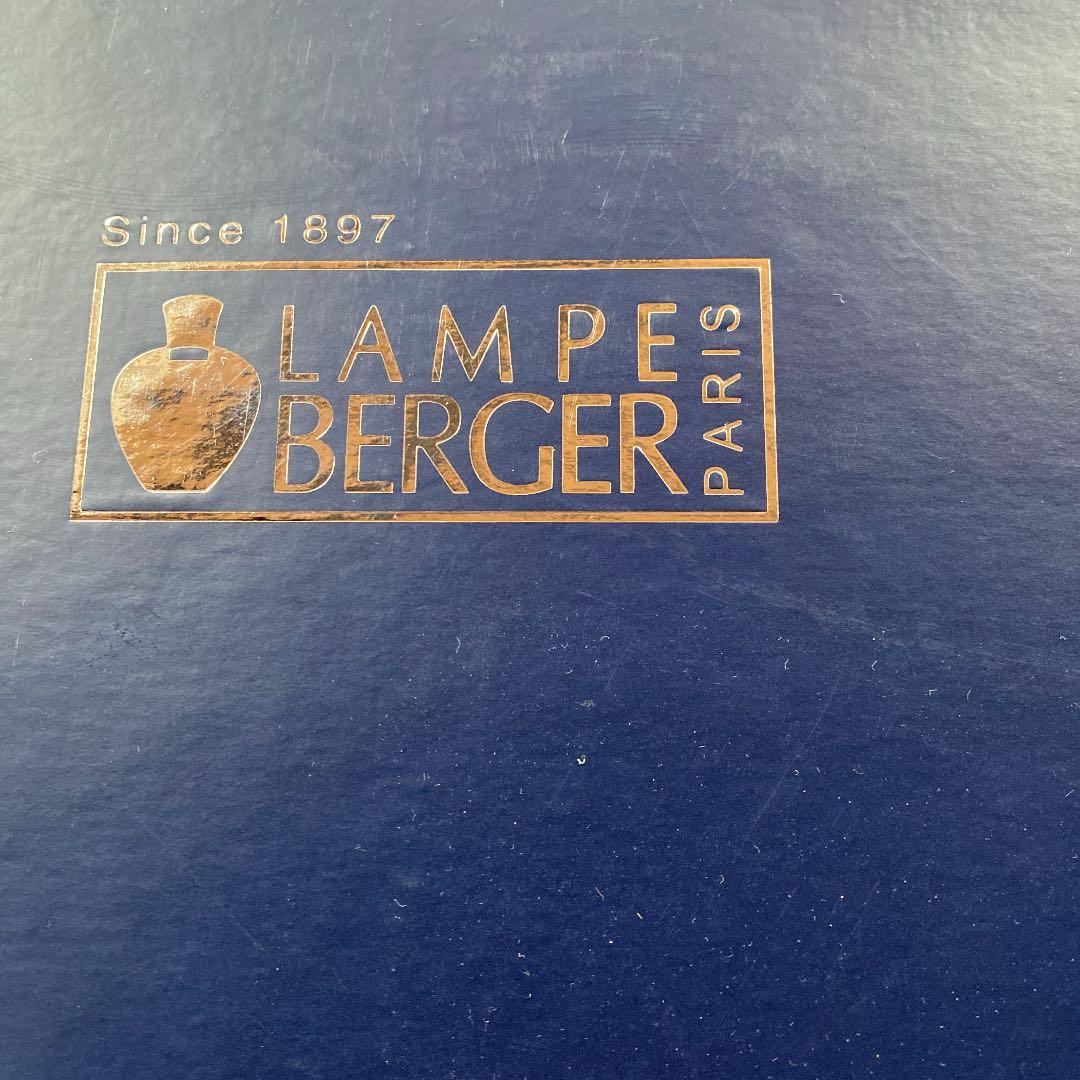 Since 1897
LAMPE
BERGER
PARIS